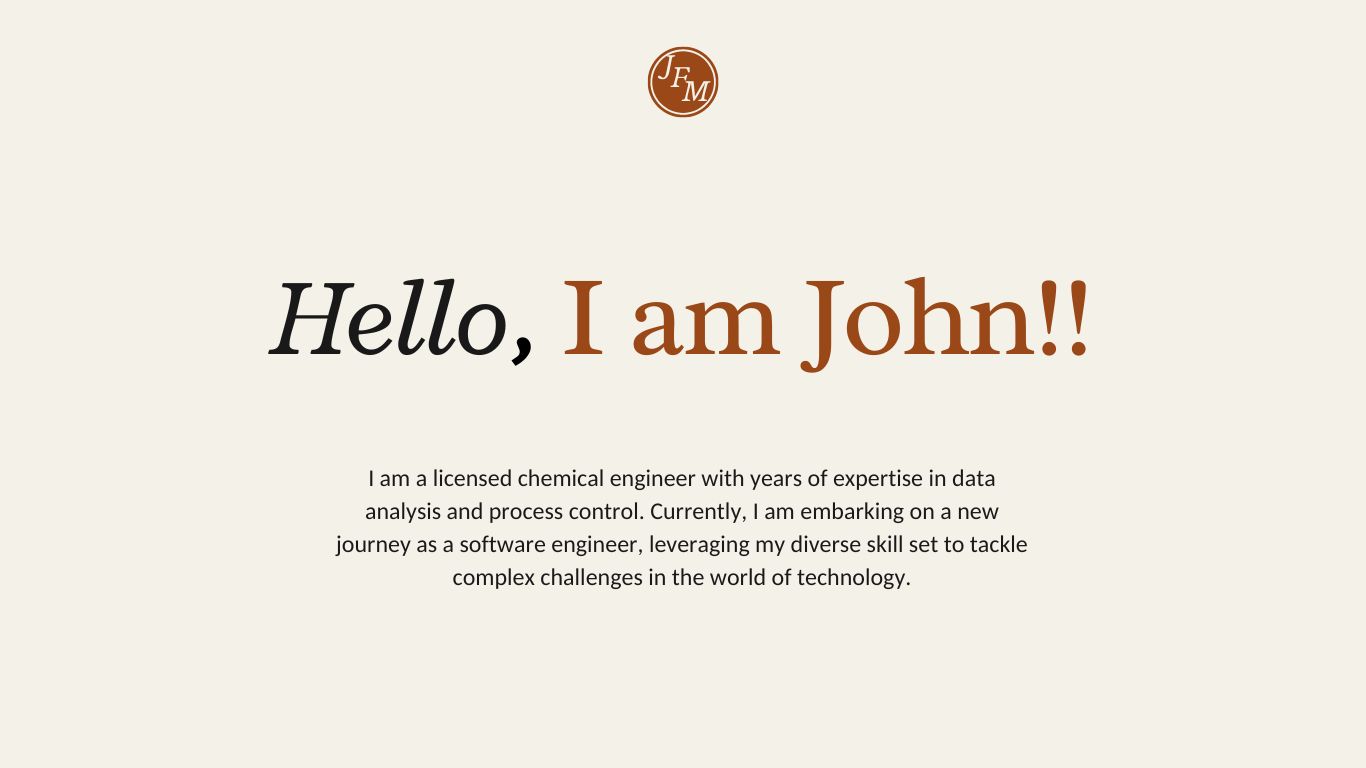 JFM
Hello, I am John!!
I am a licensed chemical engineer with years of expertise in data
analysis and process control. Currently, I am embarking on a new
journey as a software engineer, leveraging my diverse skill set to tackle
complex challenges in the world of technology.